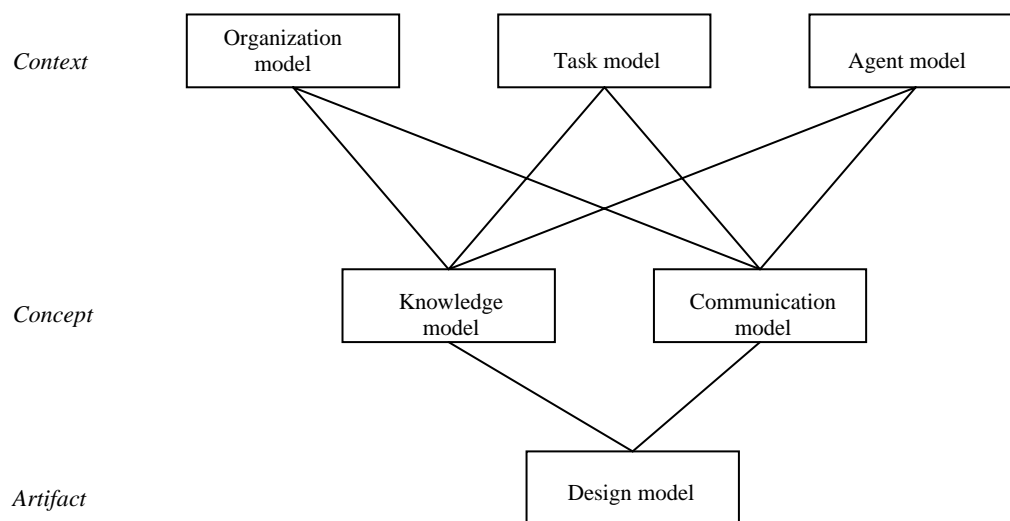 Context
Organization
model
Task model
Agent model
Concept
Knowledge
model
Communication
model
Artifact
Design model